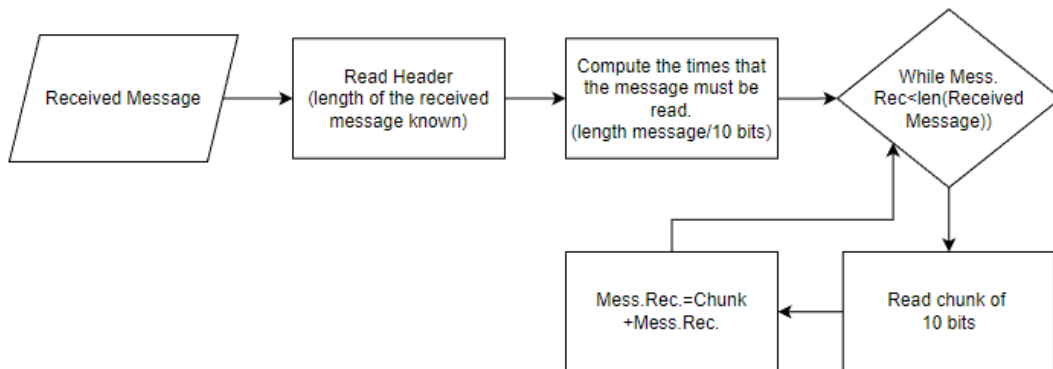 Received Message
Read Header
(length of the received
message known)
Compute the times that
the message must be
read.
(length message/10 bits)
While Mess.
Rec<len(Received
Message))
Mess.Rec.=Chunk
+Mess.Rec.
Read chunk of
10 bits